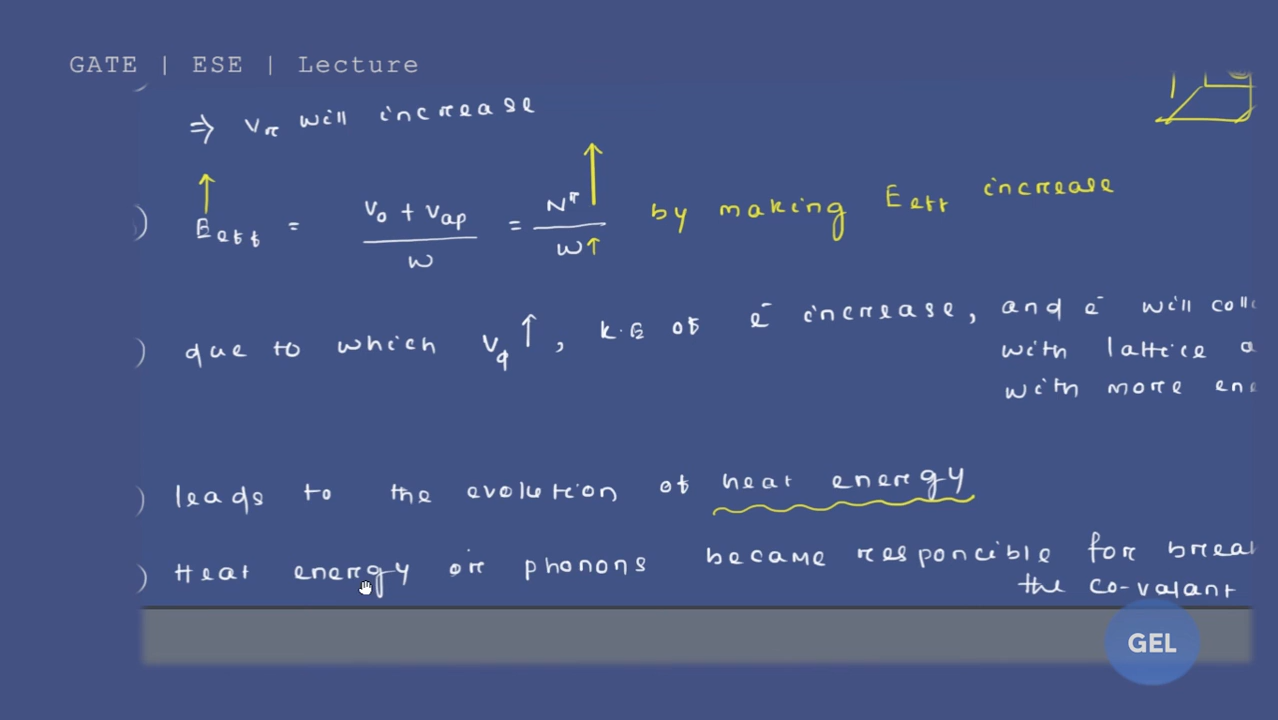 GATE | ESE | Lecture
⇒ Vr will increase
) Eeff = V0 + Vap / W = Nr ↑ / W ↑ by making Eeff increase
) due to which Vd ↑, K.E of e- increase, and e- will coll
with lattice a
with more ene
) leads to the evolution of heat energy
) Heat energy or phonons became responcible for break
the co-valant
GEL